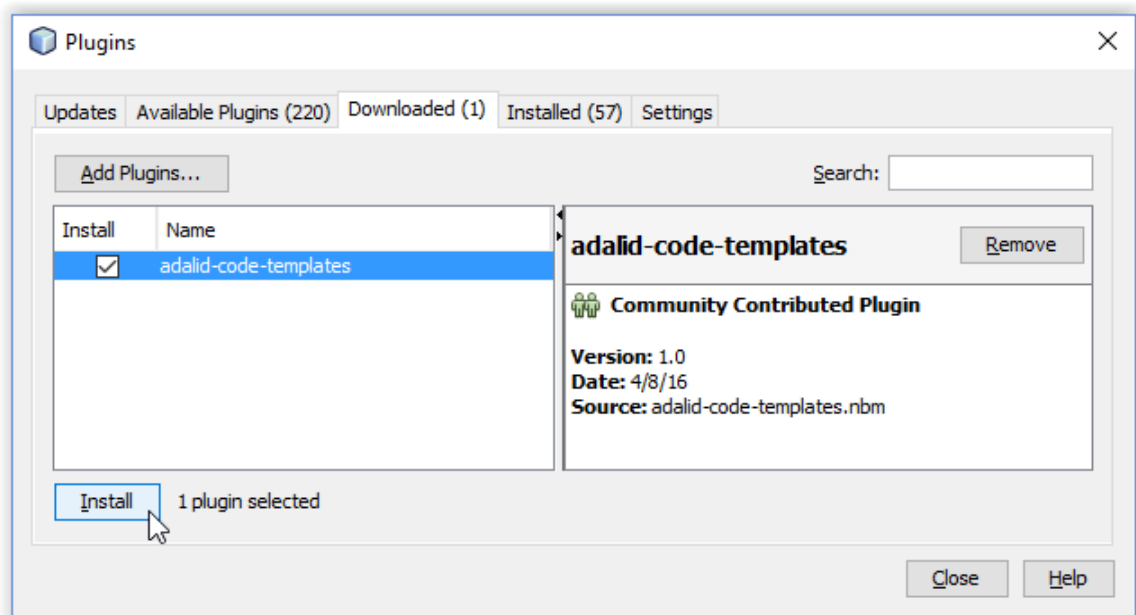 Plugins
Updates Available Plugins (220) Downloaded (1) Installed (57) Settings
Add Plugins... Search:
Install Name
adalid-code-templates
adalid-code-templates Remove
Community Contributed Plugin
Version: 1.0
Date: 4/8/16
Source: adalid-code-templates.nbm
Install 1 plugin selected
Close Help